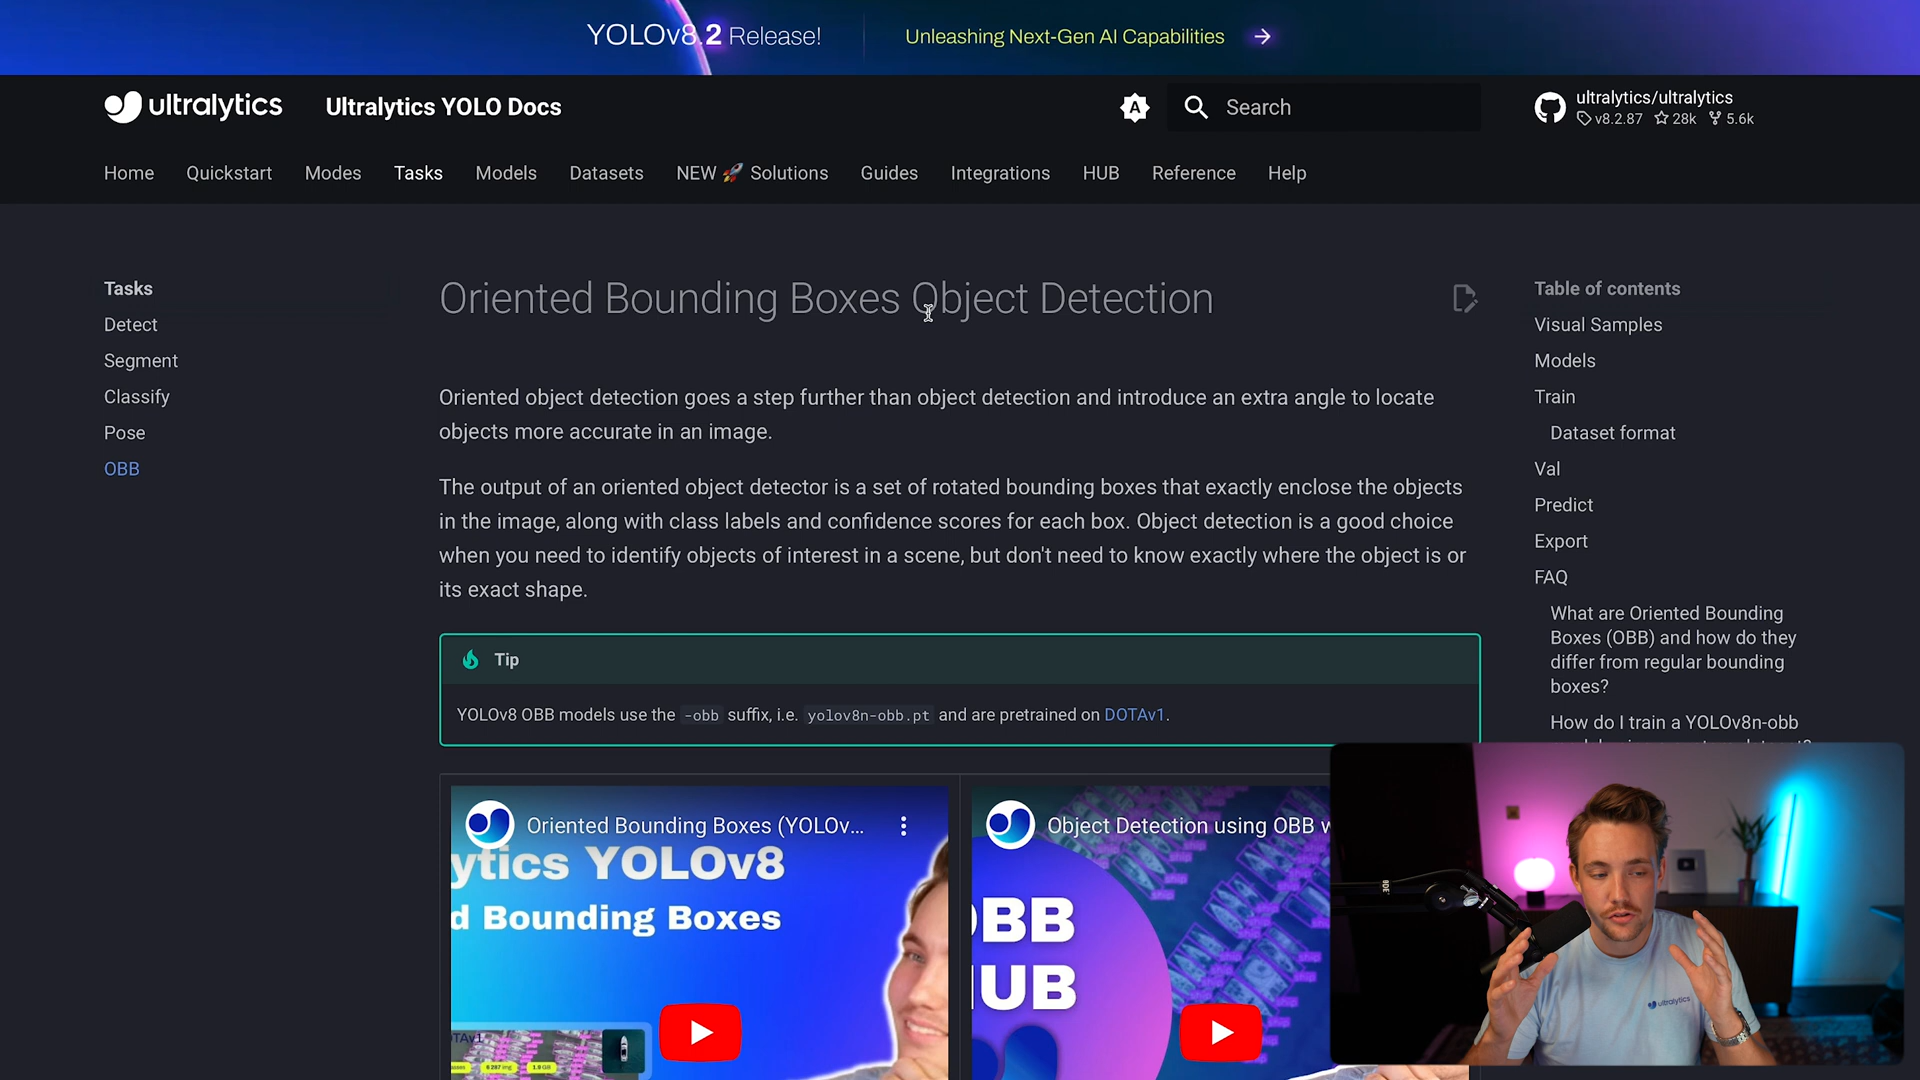 YOLOv8.2 Release!
Unleashing Next-Gen AI Capabilities
ultralytics
Ultralytics YOLO Docs
A
Search
ultralytics/ultralytics
v8.2.87 28k 5.6k
Home
Quickstart
Modes
Tasks
Models
Datasets
NEW 🚀 Solutions
Guides
Integrations
HUB
Reference
Help
Tasks
Detect
Segment
Classify
Pose
OBB
Oriented Bounding Boxes Object Detection
Oriented object detection goes a step further than object detection and introduce an extra angle to locate
objects more accurate in an image.
The output of an oriented object detector is a set of rotated bounding boxes that exactly enclose the objects
in the image, along with class labels and confidence scores for each box. Object detection is a good choice
when you need to identify objects of interest in a scene, but don't need to know exactly where the object is or
its exact shape.
Tip
YOLOv8 OBB models use the -obb suffix, i.e. yolov8n-obb.pt and are pretrained on DOTAv1.
Oriented Bounding Boxes (YOLOv...
ytics YOLOv8
d Bounding Boxes
Object Detection using OBB w
OBB
HUB
Table of contents
Visual Samples
Models
Train
Dataset format
Val
Predict
Export
FAQ
What are Oriented Bounding
Boxes (OBB) and how do they
differ from regular bounding
boxes?
How do I train a YOLOv8n-obb
ultralytics